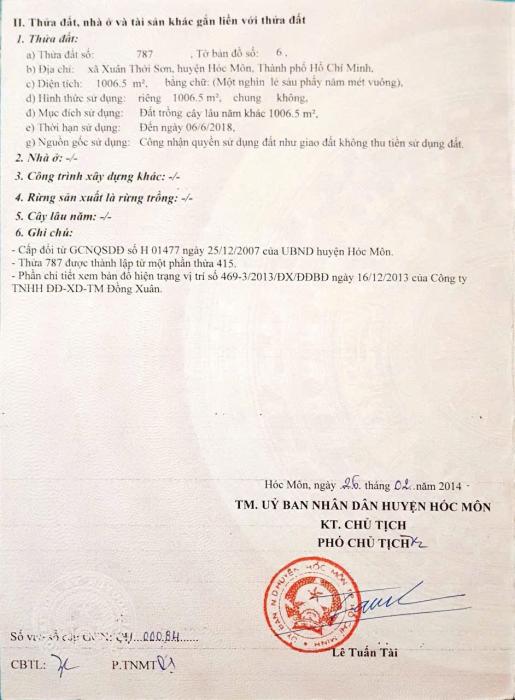 II. Thửa đất, nhà ở và tài sản khác gắn liền với thửa đất
1. Thửa đất:
a) Thửa đất số: 787 , Tờ bản đồ số: 6 ,
b) Địa chỉ: xã Xuân Thới Sơn, huyện Hóc Môn, Thành phố Hồ Chí Minh,
c) Diện tích: 1006.5 m², bằng chữ: (Một nghìn lẻ sáu phẩy năm mét vuông),
d) Hình thức sử dụng: riêng 1006.5 m², chung không,
đ) Mục đích sử dụng: Đất trồng cây lâu năm khác 1006.5 m²,
e) Thời hạn sử dụng: Đến ngày 06/6/2018,
g) Nguồn gốc sử dụng: Công nhận quyền sử dụng đất như giao đất không thu tiền sử dụng đất.
2. Nhà ở: -/-
3. Công trình xây dựng khác: -/-
4. Rừng sản xuất là rừng trồng: -/-
5. Cây lâu năm: -/-
6. Ghi chú:
- Cấp đổi từ GCNQSDĐ số H 01477 ngày 25/12/2007 của UBND huyện Hóc Môn.
- Thửa 787 được thành lập từ một phần thửa 415.
- Phần chi tiết xem bản đồ hiện trạng vị trí số 469-3/2013/ĐX/ĐĐBĐ ngày 16/12/2013 của Công ty
TNHH ĐĐ-XD-TM Đồng Xuân.
Hóc Môn, ngày 26 tháng 02 năm 2014
TM. UỶ BAN NHÂN DÂN HUYỆN HÓC MÔN
KT. CHỦ TỊCH
PHÓ CHỦ TỊCH
Lê Tuấn Tài
Số vào sổ cấp GCN: CH 00084
CBTL: P.TNMT